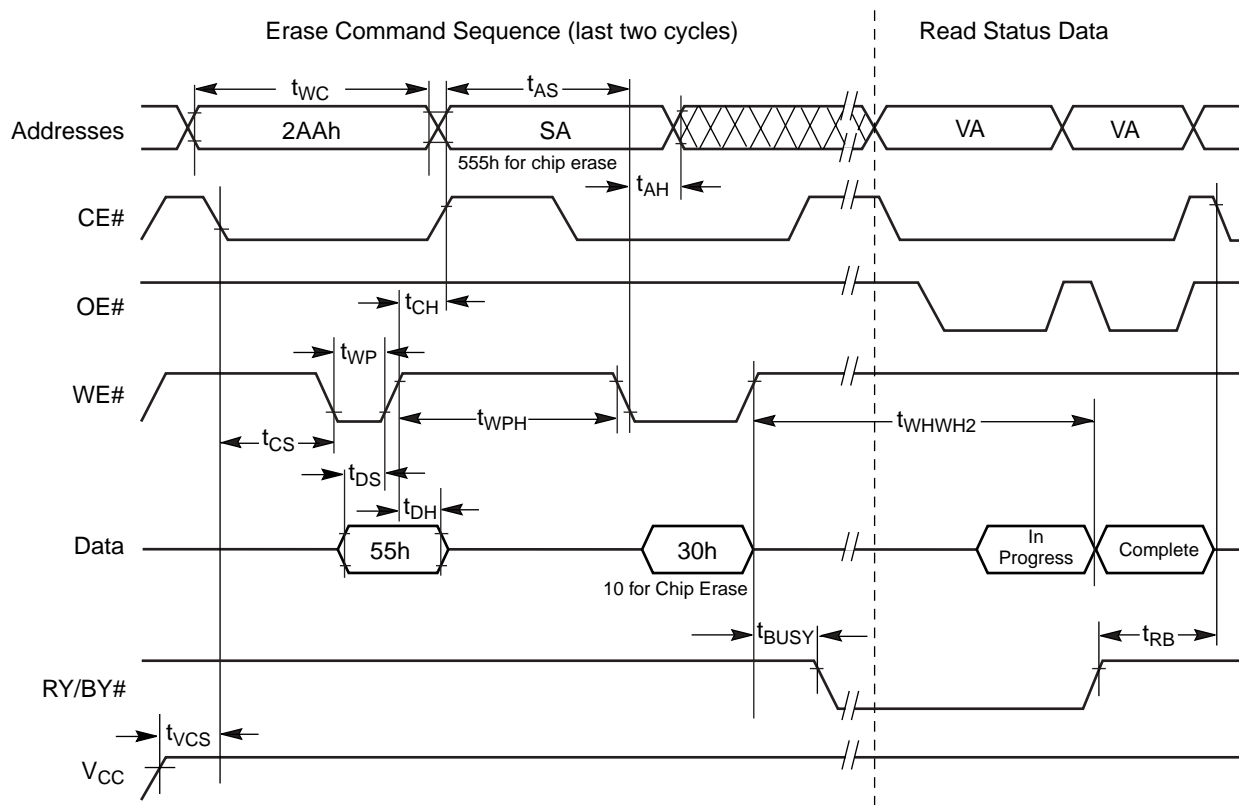 Erase Command Sequence (last two cycles)
Read Status Data
tWC
tAS
Addresses
2AAh
SA
VA
VA
555h for chip erase
tAH
CE#
OE#
tCH
tWP
WE#
tWPH
tWHWH2
tCS
tDS
tDH
Data
55h
30h
In
Progress
Complete
10 for Chip Erase
tBUSY
tRB
RY/BY#
tVCS
VCC